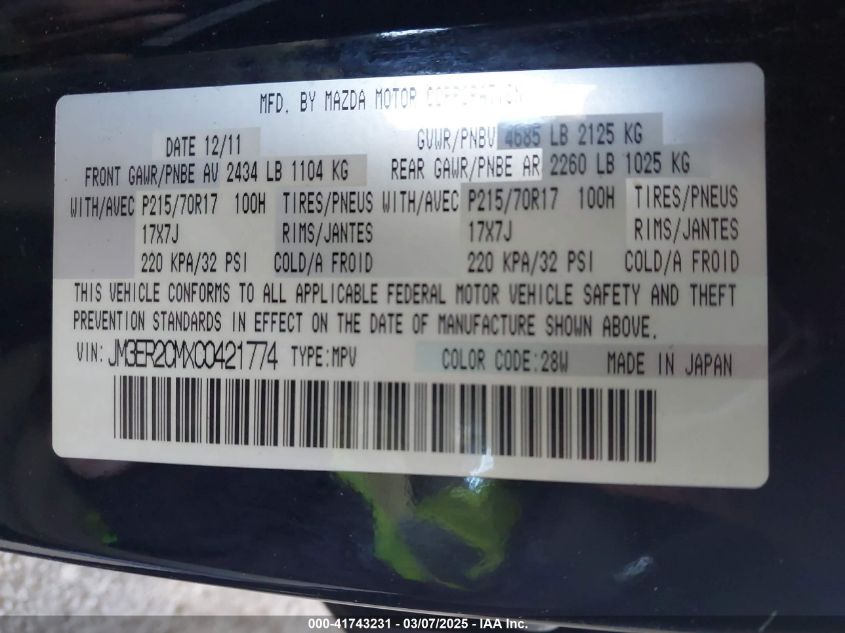 MFD. BY MAZDA MOTOR CORPORATION
DATE 12/11 GVWR/PNBV 4685 LB 2125 KG
FRONT GAWR/PNBE AV 2434 LB 1104 KG REAR GAWR/PNBE AR 2260 LB 1025 KG
WITH/AVEC P215/70R17 100H TIRES/PNEUS WITH/AVEC P215/70R17 100H TIRES/PNEUS
17X7J RIMS/JANTES 17X7J RIMS/JANTES
220 KPA/32 PSI COLD/A FROID 220 KPA/32 PSI COLD/A FROID
THIS VEHICLE CONFORMS TO ALL APPLICABLE FEDERAL MOTOR VEHICLE SAFETY AND THEFT
PREVENTION STANDARDS IN EFFECT ON THE DATE OF MANUFACTURE SHOWN ABOVE.
VIN: JM3ER2CMXC0421774 TYPE:MPV COLOR CODE:28W MADE IN JAPAN
000-41743231 - 03/07/2025 - IAA Inc.